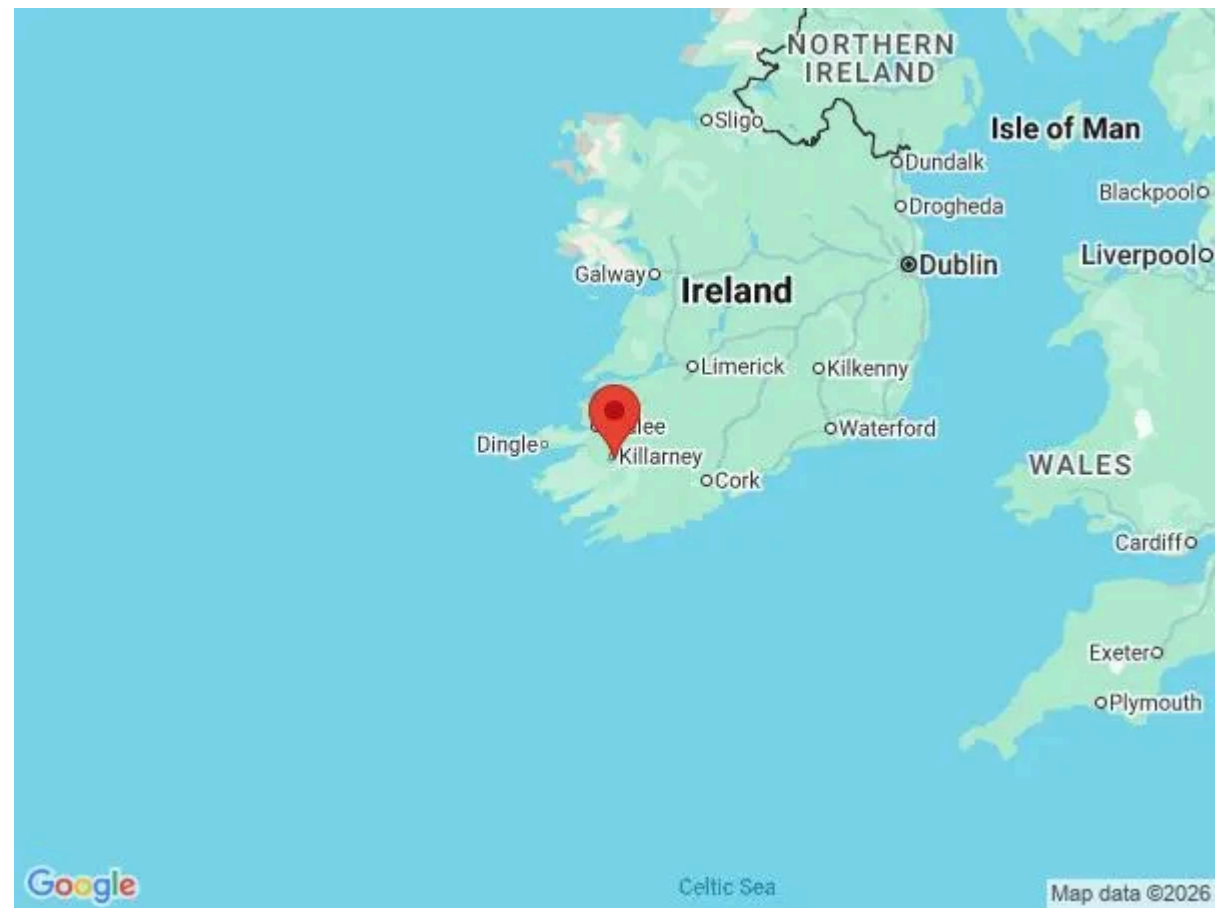 NORTHERN
IRELAND
Sligo
Isle of Man
Dundalk
Blackpool
Drogheda
Liverpool
Dublin
Galway
Ireland
Limerick
Kilkenny
Waterford
Dingle
Killarney
WALES
Cork
Cardiff
Exeter
Plymouth
Google
Celtic Sea
Map data ©2026